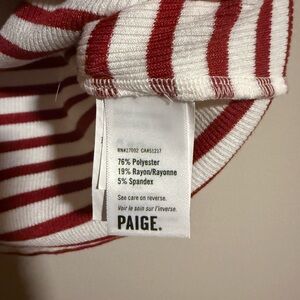 RN#17002 CA#51217
76% Polyester
19% Rayon/Rayonne
5% Spandex
See care on reverse.
Voir le soin sur l'inverse.
PAIGE.